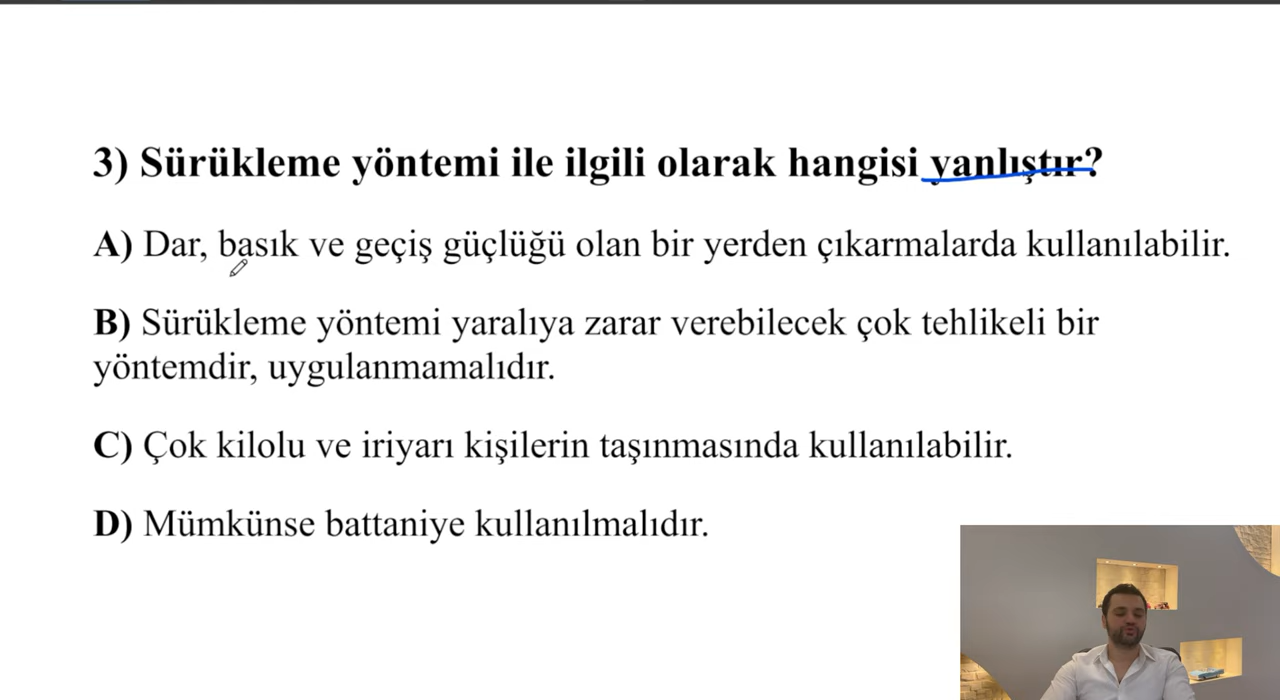 3) Sürükleme yöntemi ile ilgili olarak hangisi yanlıştır?
A) Dar, basık ve geçiş güçlüğü olan bir yerden çıkarmalarda kullanılabilir.
B) Sürükleme yöntemi yaralıya zarar verebilecek çok tehlikeli bir
yöntemdir, uygulanmamalıdır.
C) Çok kilolu ve iriyarı kişilerin taşınmasında kullanılabilir.
D) Mümkünse battaniye kullanılmalıdır.